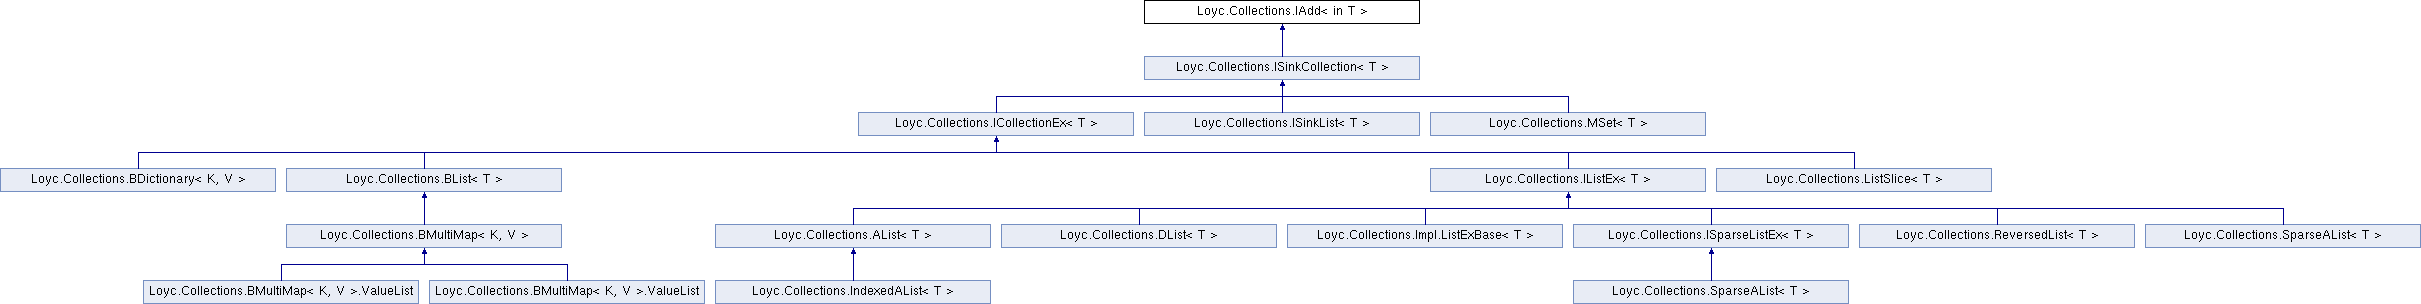 Loyc.Collections.IAdd< in T >
Loyc.Collections.ISinkCollection< T >
Loyc.Collections.ICollectionEx< T >
Loyc.Collections.ISinkList< T >
Loyc.Collections.MSet< T >
Loyc.Collections.BDictionary< K, V >
Loyc.Collections.BList< T >
Loyc.Collections.IListEx< T >
Loyc.Collections.ListSlice< T >
Loyc.Collections.BMultiMap< K, V >
Loyc.Collections.AList< T >
Loyc.Collections.DList< T >
Loyc.Collections.Impl.ListExBase< T >
Loyc.Collections.ISparseListEx< T >
Loyc.Collections.ReversedList< T >
Loyc.Collections.SparseAList< T >
Loyc.Collections.BMultiMap< K, V >.ValueList
Loyc.Collections.BMultiMap< K, V >.ValueList
Loyc.Collections.IndexedAList< T >
Loyc.Collections.SparseAList< T >